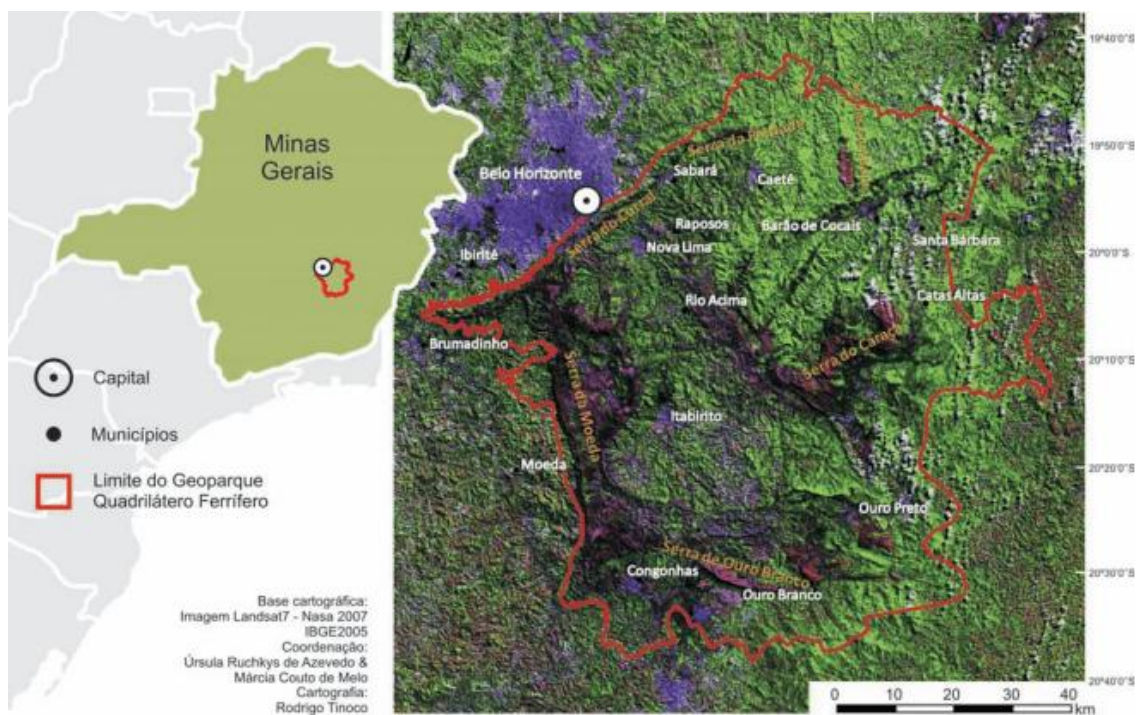 Minas
Gerais
Capital
Municípios
Limite do Geoparque
Quadrilátero Ferrífero
Base cartográfica:
Imagem Landsat7 - Nasa 2007
IBGE2005
Coordenação:
Úrsula Ruchkys de Azevedo &
Márcia Couto de Melo
Cartografia:
Rodrigo Tinoco
Belo Horizonte
Ibirité
Serra do Curral
Sabará
Caeté
Raposos
Nova Lima
Barão de Cocais
Santa Bárbara
Rio Acima
Catas Altas
Brumadinho
Serra da Moeda
Serra do Caraça
Itabirito
Moeda
Ouro Preto
Serra de Ouro Branco
Congonhas
Ouro Branco
19°40'0"S
19°50'0"S
20°0'0"S
20°10'0"S
20°20'0"S
20°30'0"S
20°40'0"S
0 10 20 30 40
km